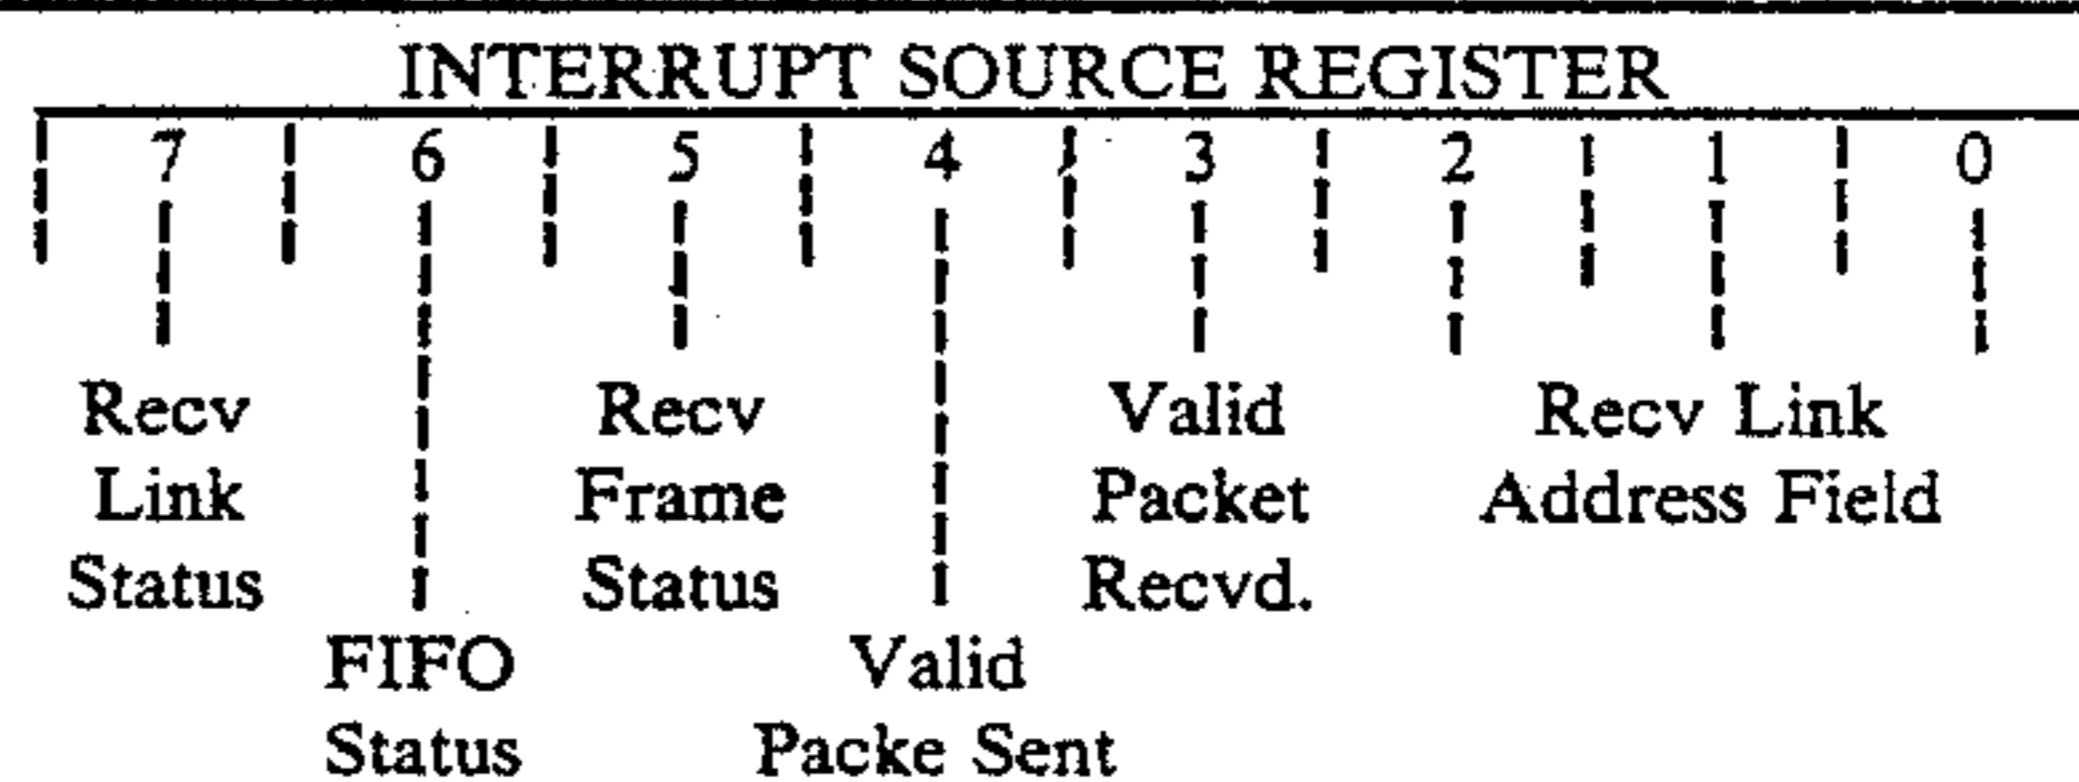 INTERRUPT SOURCE REGISTER
7 6 5 4 3 2 1 0
Recv Recv Valid Recv Link
Link Frame Packet Address Field
Status Status Recvd.
FIFO Valid
Status Packe Sent